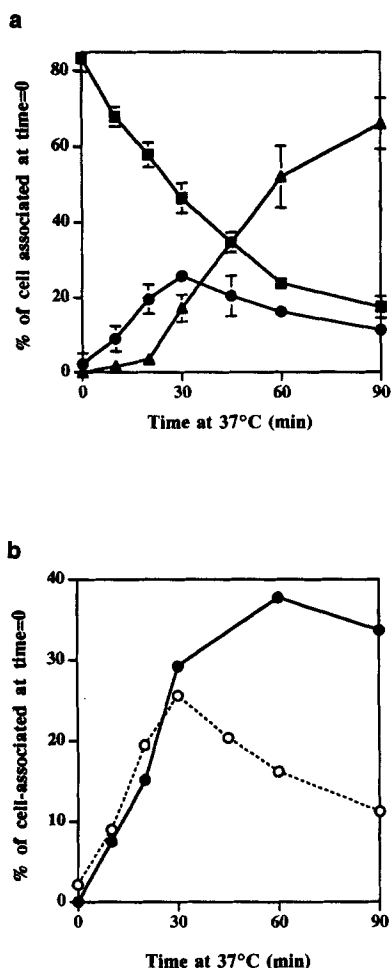 a
% of cell associated at time=0
80
60
40
20
0
0 30 60 90
Time at 37°C (min)
b
% of cell-associated at time=0
40
30
20
10
0
0 30 60 90
Time at 37°C (min)